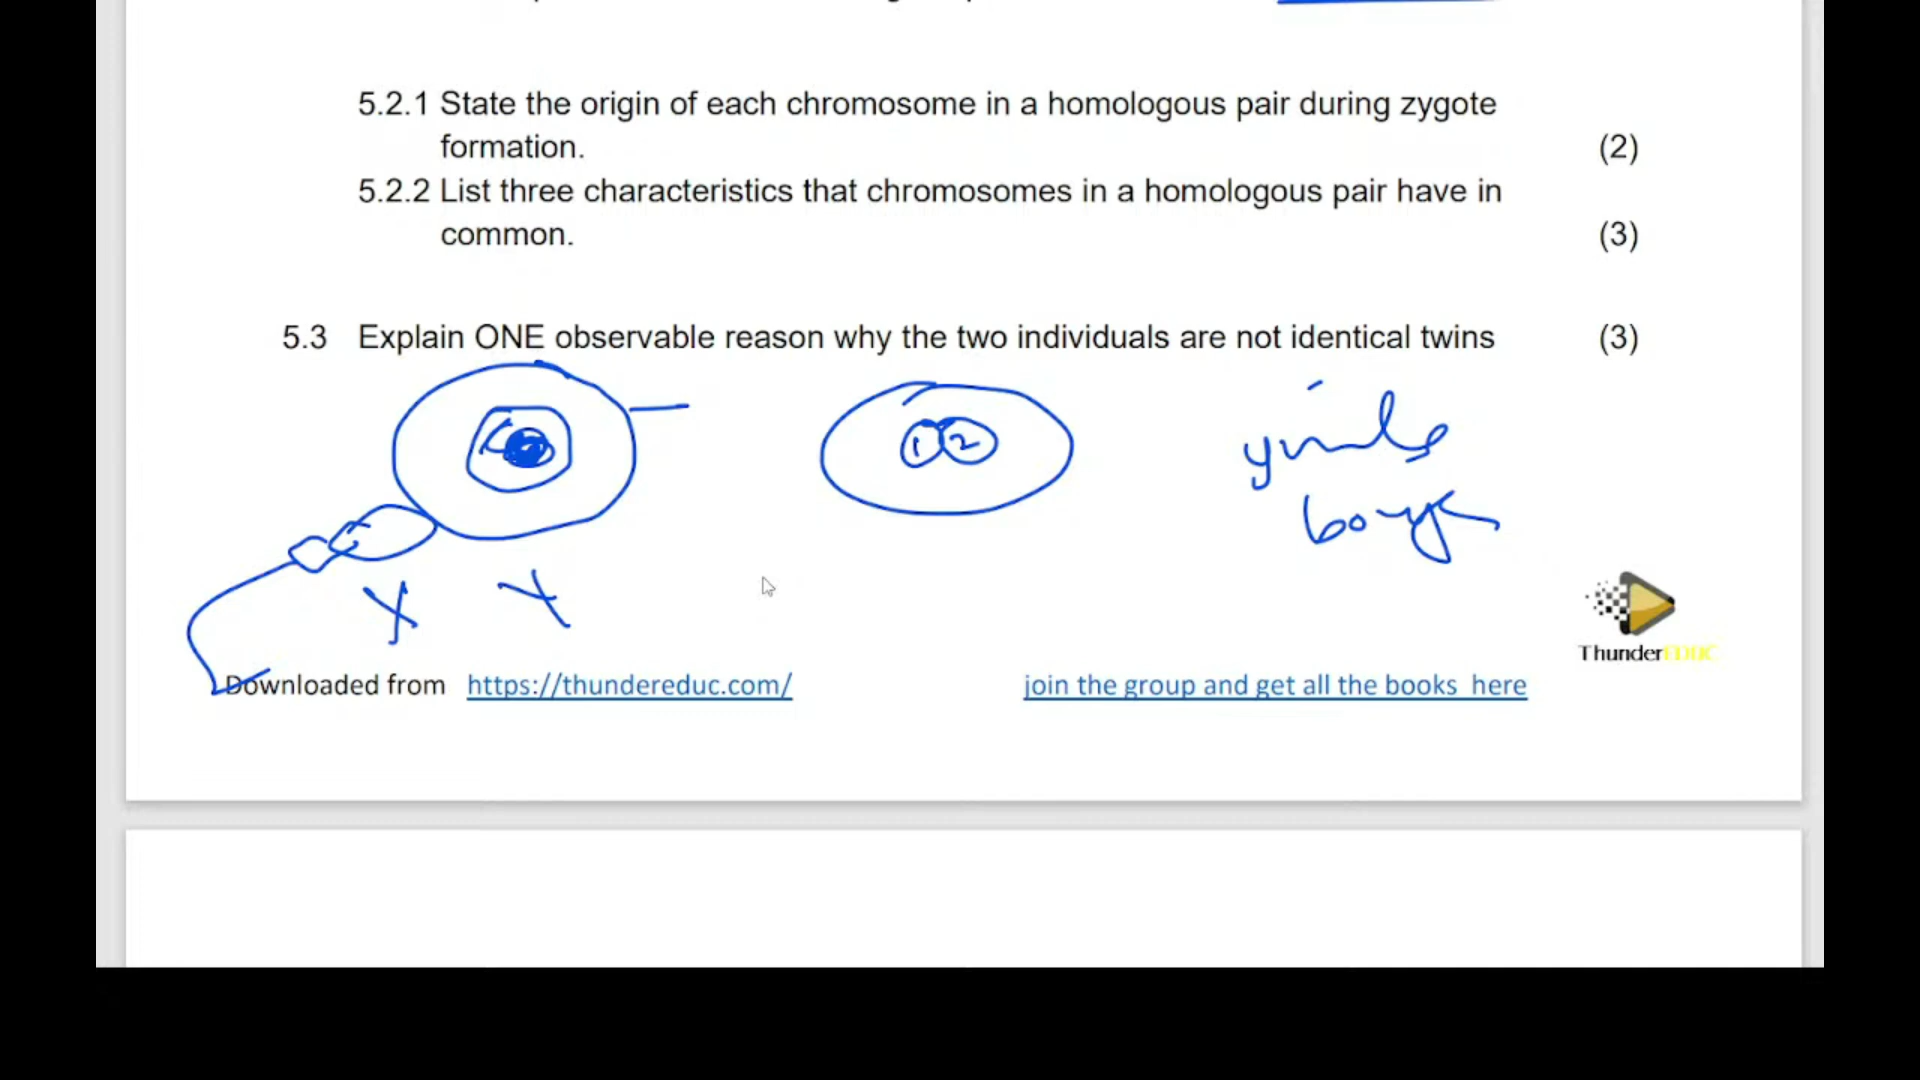 5.2.1 State the origin of each chromosome in a homologous pair during zygote
formation. (2)
5.2.2 List three characteristics that chromosomes in a homologous pair have in
common. (3)
5.3 Explain ONE observable reason why the two individuals are not identical twins (3)
1 2
boys
X Y
ThunderEDUC
Downloaded from https://thundereduc.com/ join the group and get all the books here